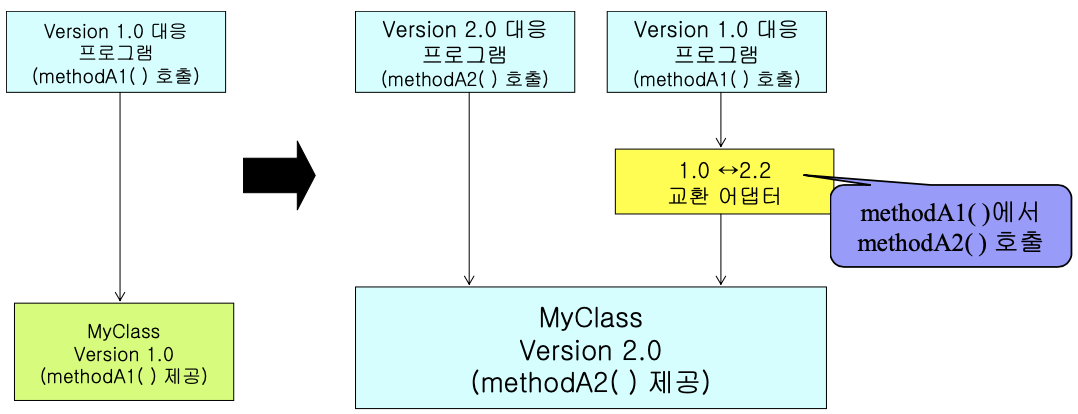 Version 1.0 대응
프로그램
(methodA1( ) 호출)
MyClass
Version 1.0
(methodA1( ) 제공)
Version 2.0 대응
프로그램
(methodA2( ) 호출)
Version 1.0 대응
프로그램
(methodA1( ) 호출)
1.0 ↔2.2
교환 어댑터
methodA1( )에서
methodA2( ) 호출
MyClass
Version 2.0
(methodA2( ) 제공)